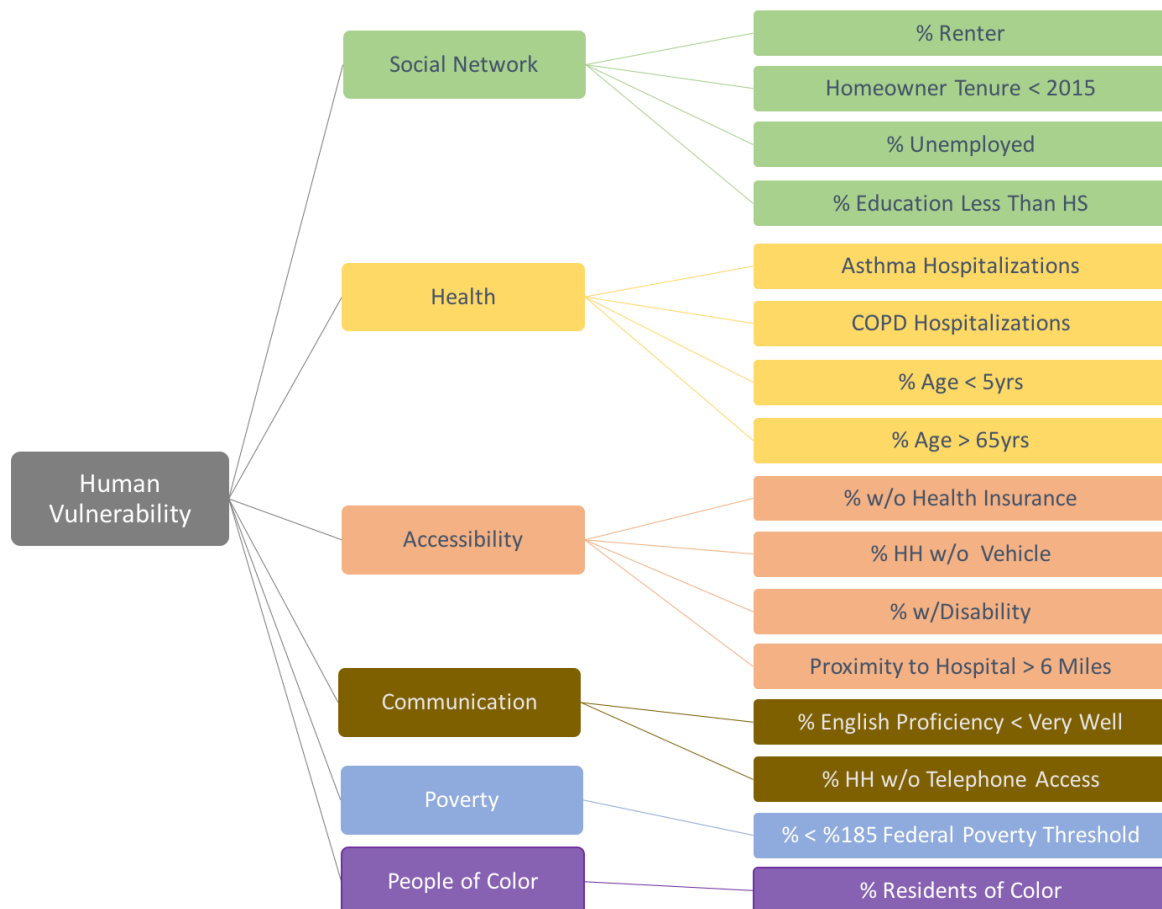 Human
Vulnerability
Social Network
% Renter
Homeowner Tenure < 2015
% Unemployed
% Education Less Than HS
Health
Asthma Hospitalizations
COPD Hospitalizations
% Age < 5yrs
% Age > 65yrs
Accessibility
% w/o Health Insurance
% HH w/o  Vehicle
% w/Disability
Proximity to Hospital > 6 Miles
Communication
% English Proficiency < Very Well
% HH w/o Telephone Access
Poverty
% < %185 Federal Poverty Threshold
People of Color
% Residents of Color